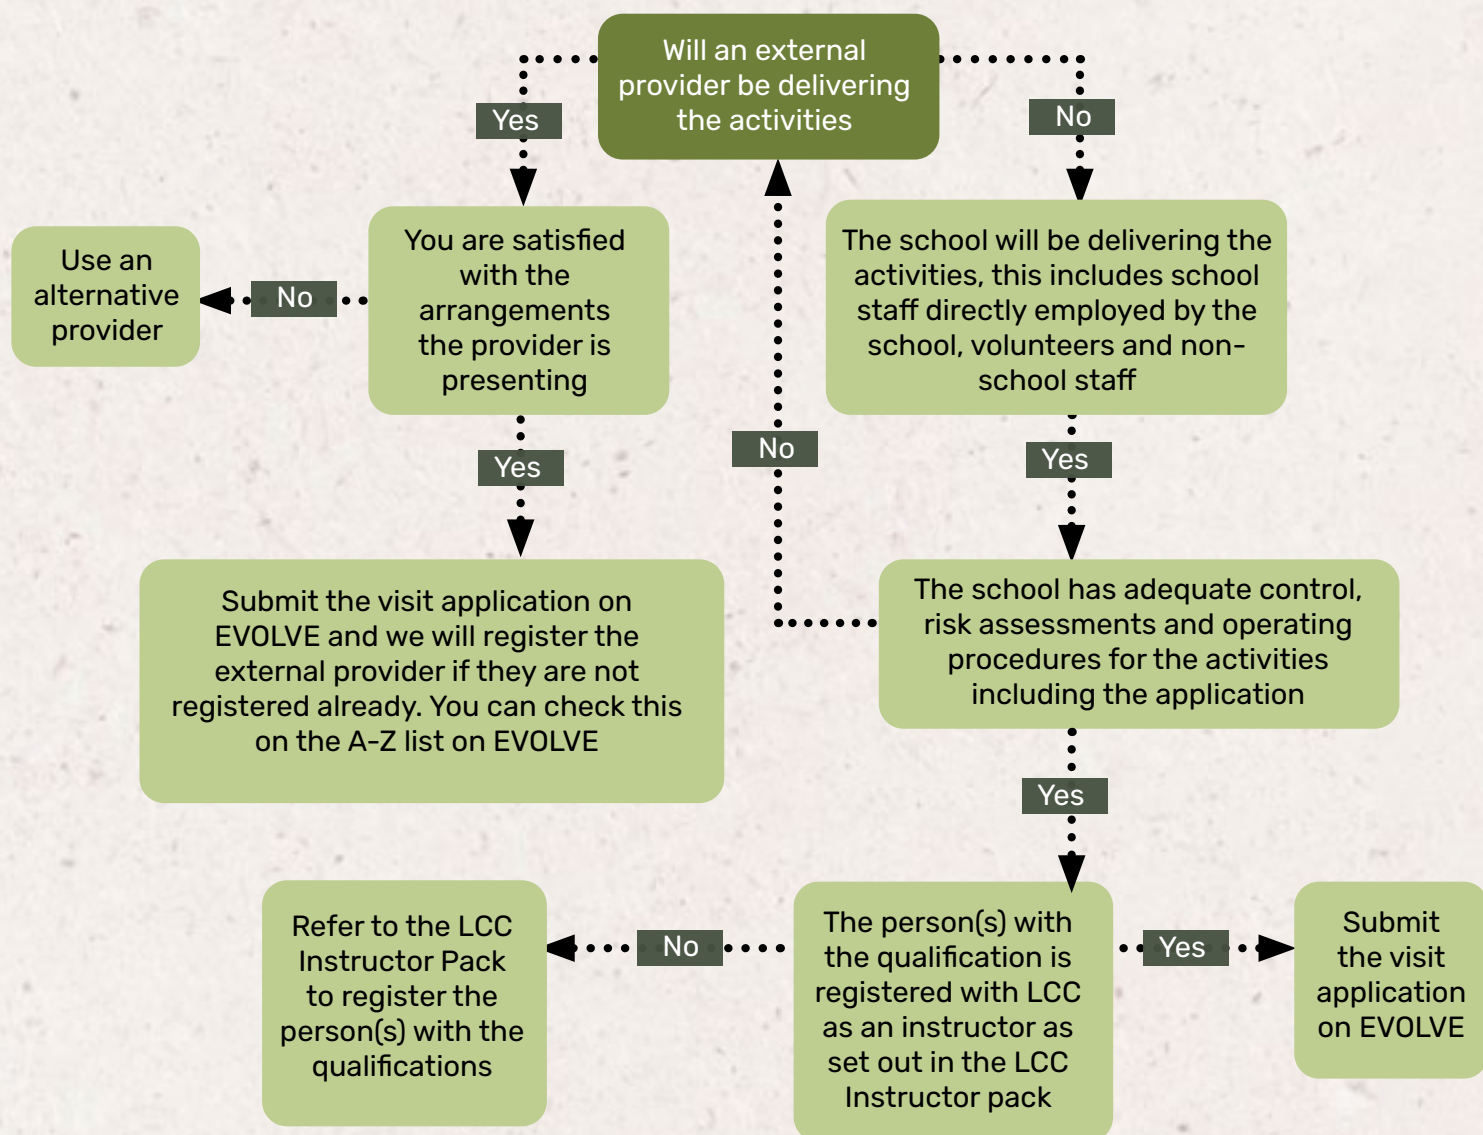 Will an external
provider be delivering
the activities
Yes
No
You are satisfied
with the
arrangements
the provider is
presenting
The school will be delivering the
activities, this includes school
staff directly employed by the
school, volunteers and non-
school staff
Use an
alternative
provider
No
Yes
No
Yes
Submit the visit application on
EVOLVE and we will register the
external provider if they are not
registered already. You can check this
on the A-Z list on EVOLVE
The school has adequate control,
risk assessments and operating
procedures for the activities
including the application
Yes
Refer to the LCC
Instructor Pack
to register the
person(s) with the
qualifications
No
The person(s) with
the qualification is
registered with LCC
as an instructor as
set out in the LCC
Instructor pack
Yes
Submit
the visit
application
on EVOLVE